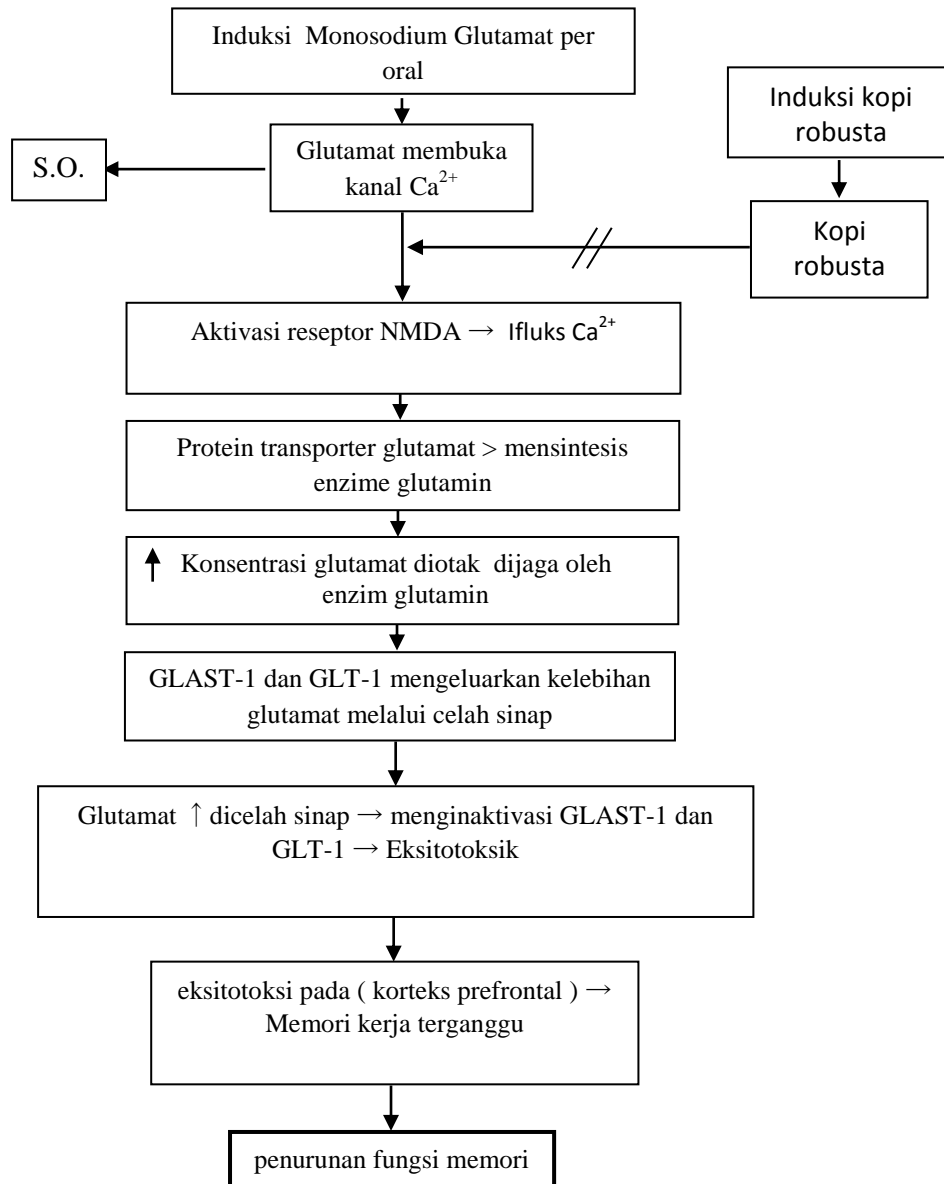 Induksi Monosodium Glutamat per
oral
Induksi kopi
robusta
S.O.
Glutamat membuka
kanal Ca²⁺
Kopi
robusta
Aktivasi reseptor NMDA → Ifluks Ca²⁺
Protein transporter glutamat > mensintesis
enzime glutamin
↑ Konsentrasi glutamat diotak dijaga oleh
enzim glutamin
GLAST-1 dan GLT-1 mengeluarkan kelebihan
glutamat melalui celah sinap
Glutamat ↑ dicelah sinap → menginaktivasi GLAST-1 dan
GLT-1 → Eksitotoksik
eksitotoksi pada ( korteks prefrontal ) →
Memori kerja terganggu
penurunan fungsi memori